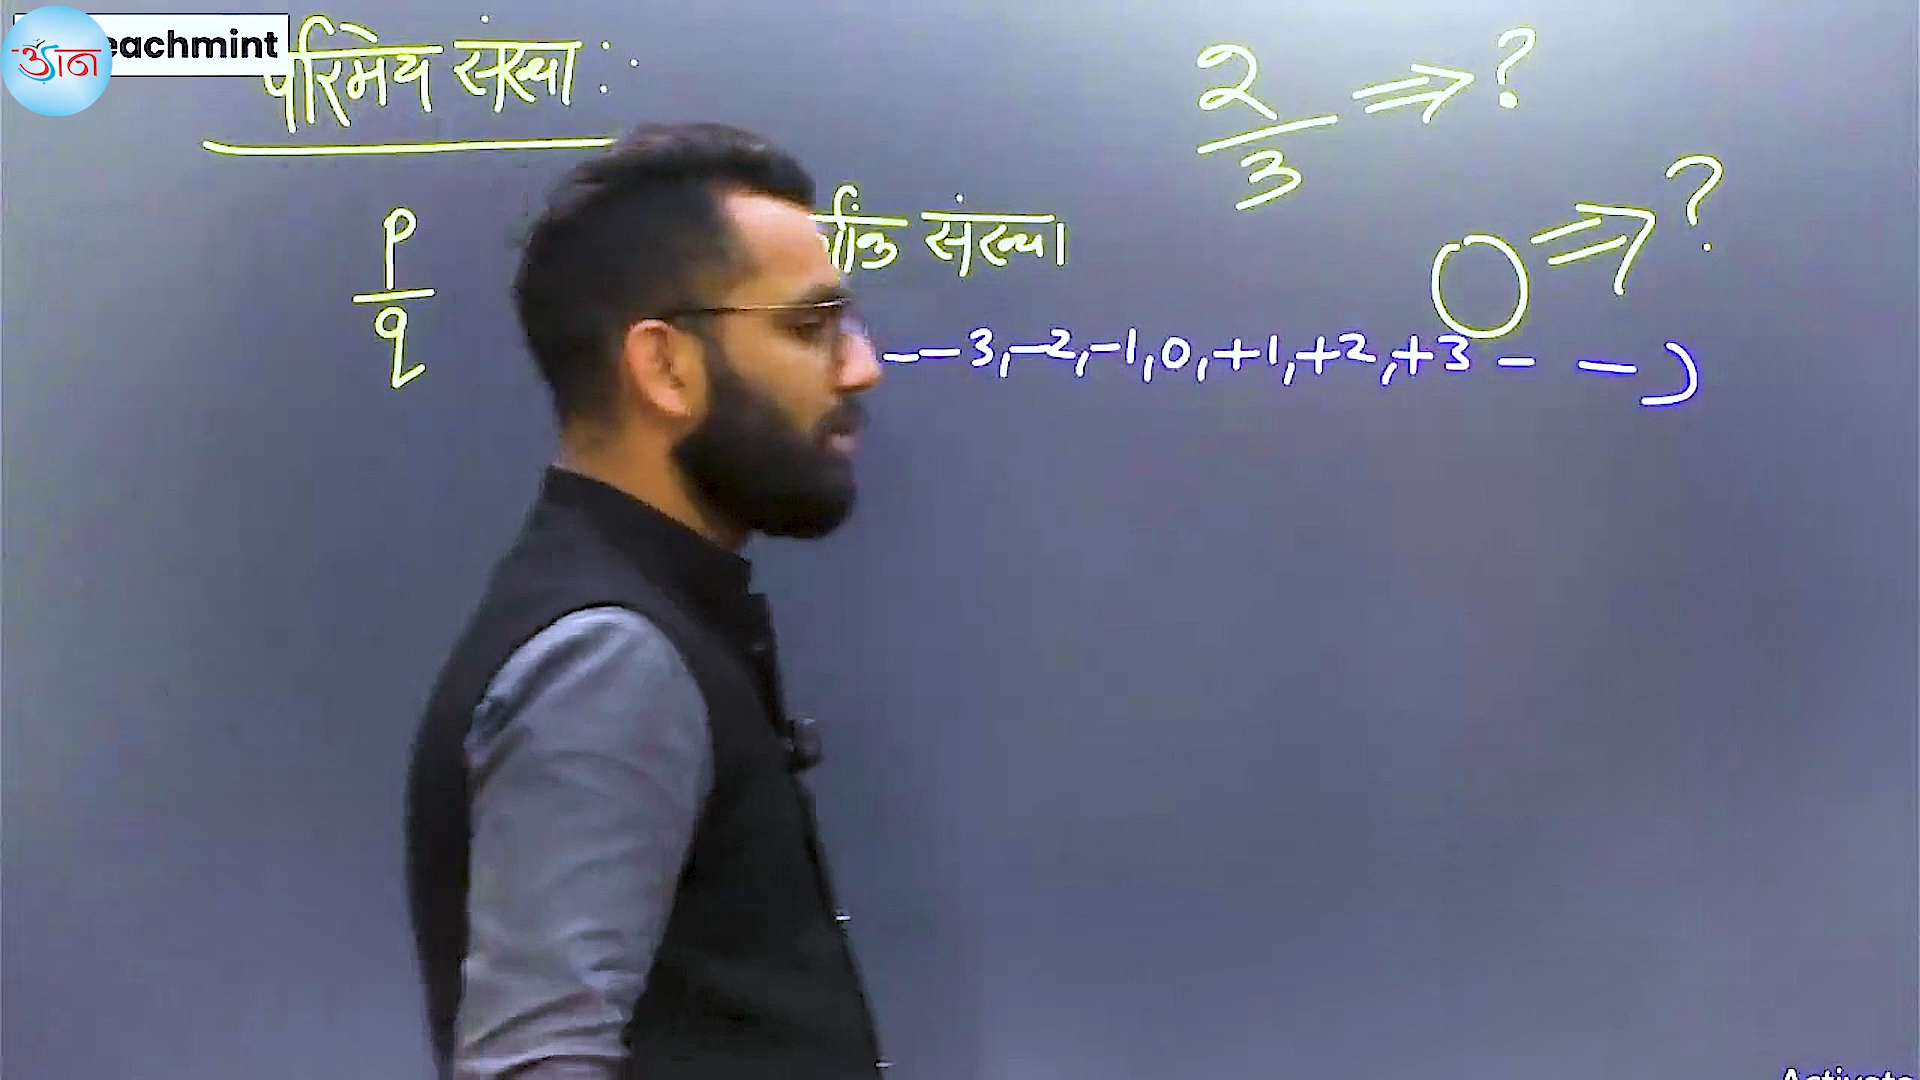 eachmint
ज्ञान
परिमेय संख्या :
2/3 ⇒ ?
p/q
संख्या
0 ⇒ ?
- - 3, -2, -1, 0, +1, +2, +3 - - )